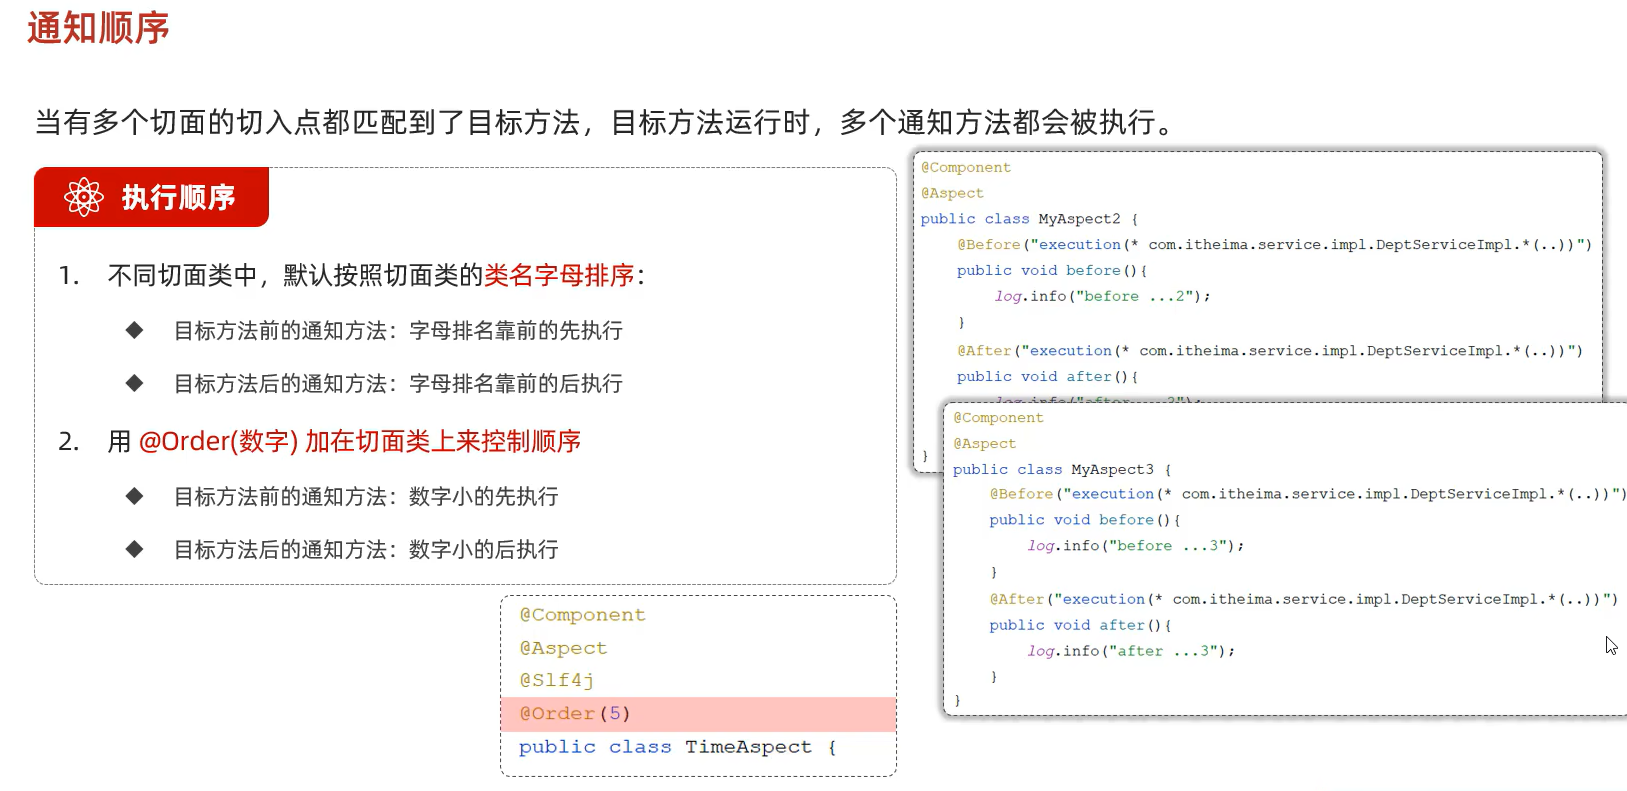 通知顺序
当有多个切面的切入点都匹配到了目标方法，目标方法运行时，多个通知方法都会被执行。
执行顺序
1. 不同切面类中，默认按照切面类的类名字母排序：
◆ 目标方法前的通知方法：字母排名靠前的先执行
◆ 目标方法后的通知方法：字母排名靠前的后执行
2. 用 @Order(数字) 加在切面类上来控制顺序
◆ 目标方法前的通知方法：数字小的先执行
◆ 目标方法后的通知方法：数字小的后执行
@Component
@Aspect
@Slf4j
@Order(5)
public class TimeAspect {
@Component
@Aspect
public class MyAspect2 {
@Before("execution(* com.itheima.service.impl.DeptServiceImpl.*(..))")
public void before(){
log.info("before ...2");
}
@After("execution(* com.itheima.service.impl.DeptServiceImpl.*(..))")
public void after(){
log.info("after ...2");
}
@Component
@Aspect
public class MyAspect3 {
@Before("execution(* com.itheima.service.impl.DeptServiceImpl.*(..))")
public void before(){
log.info("before ...3");
}
@After("execution(* com.itheima.service.impl.DeptServiceImpl.*(..))")
public void after(){
log.info("after ...3");
}
}